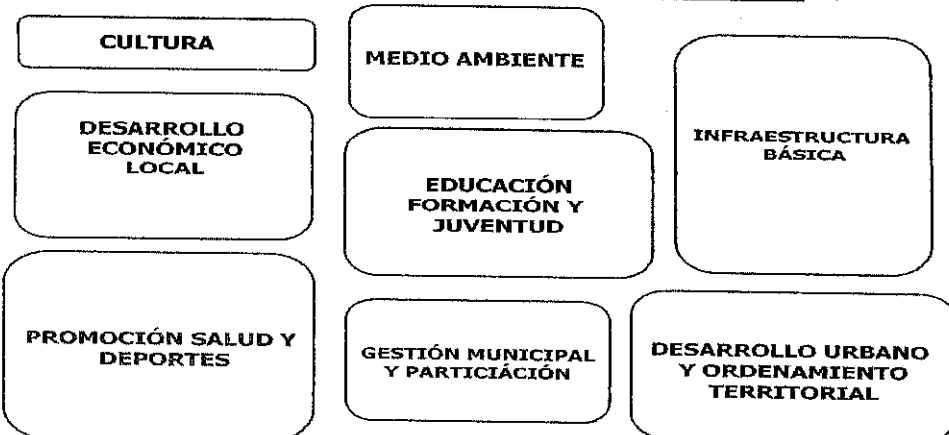 CULTURA
MEDIO AMBIENTE
DESARROLLO
ECONÓMICO
LOCAL
INFRAESTRUCTURA
BÁSICA
EDUCACIÓN
FORMACIÓN Y
JUVENTUD
PROMOCIÓN SALUD Y
DEPORTES
GESTIÓN MUNICIPAL
Y PARTICIÁCIÓN
DESARROLLO URBANO
Y ORDENAMIENTO
TERRITORIAL